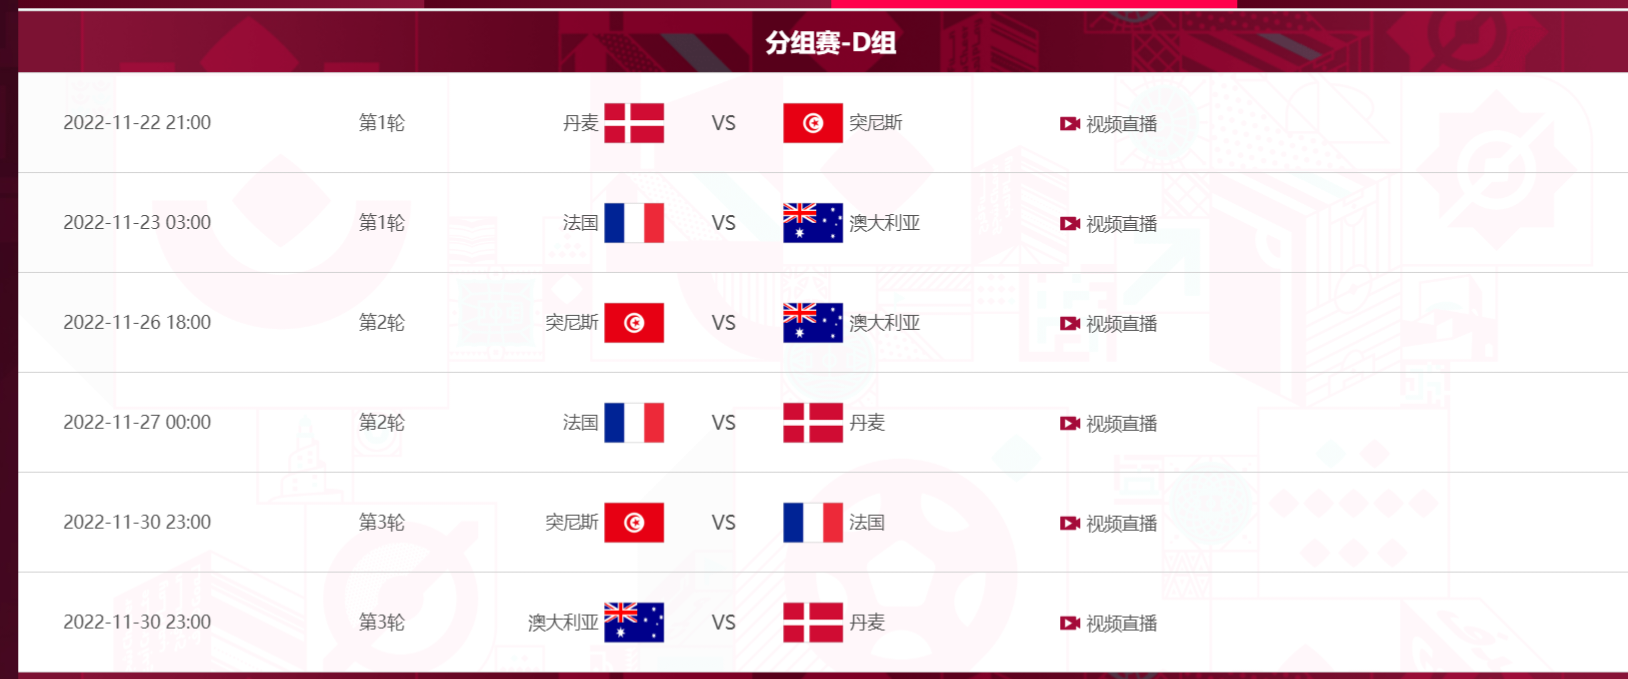 分组赛-D组
2022-11-22 21:00 第1轮 丹麦 VS 突尼斯 视频直播
2022-11-23 03:00 第1轮 法国 VS 澳大利亚 视频直播
2022-11-26 18:00 第2轮 突尼斯 VS 澳大利亚 视频直播
2022-11-27 00:00 第2轮 法国 VS 丹麦 视频直播
2022-11-30 23:00 第3轮 突尼斯 VS 法国 视频直播
2022-11-30 23:00 第3轮 澳大利亚 VS 丹麦 视频直播